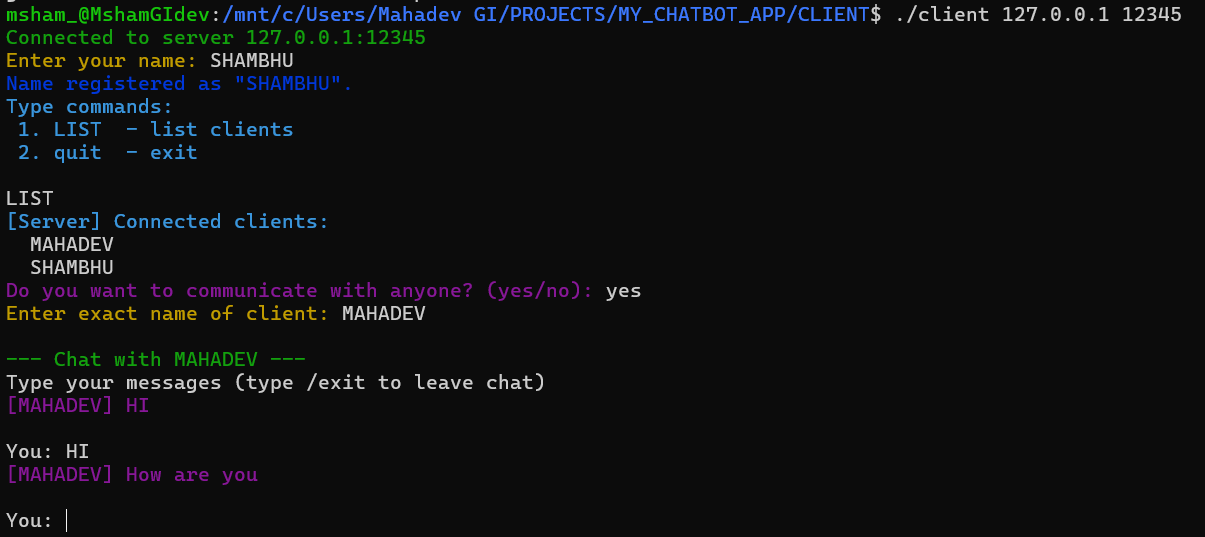 msham_@MshamGIdev:/mnt/c/Users/Mahadev GI/PROJECTS/MY_CHATBOT_APP/CLIENT$ ./client 127.0.0.1 12345
Connected to server 127.0.0.1:12345
Enter your name: SHAMBHU
Name registered as "SHAMBHU".
Type commands:
 1. LIST  - list clients
 2. quit  - exit

LIST
[Server] Connected clients:
  MAHADEV
  SHAMBHU
Do you want to communicate with anyone? (yes/no): yes
Enter exact name of client: MAHADEV

--- Chat with MAHADEV ---
Type your messages (type /exit to leave chat)
[MAHADEV] HI

You: HI
[MAHADEV] How are you

You: